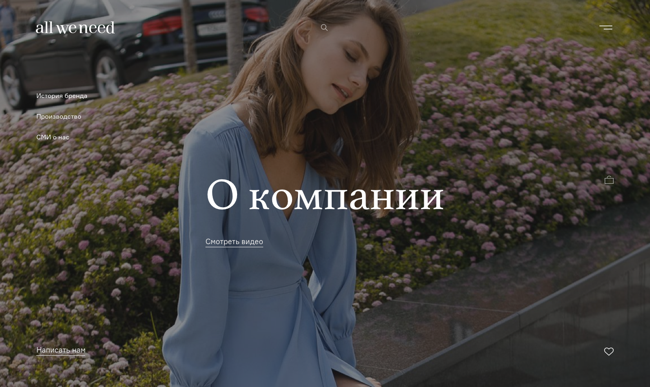 all we need
История бренда
Производство
СМИ о нас
О компании
Смотреть видео
Написать нам